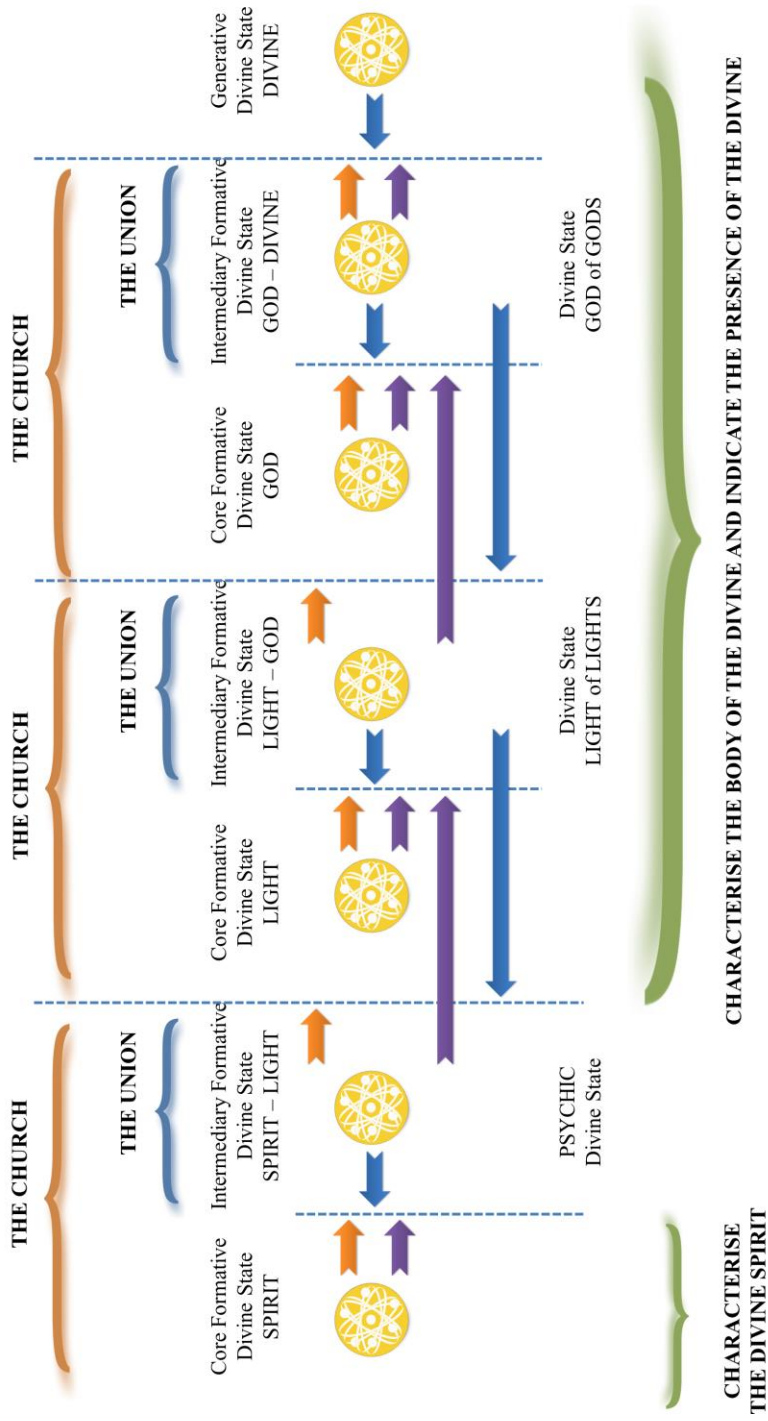 THE CHURCH
THE CHURCH
THE CHURCH
THE UNION
THE UNION
THE UNION
Core Formative
Divine State
SPIRIT
Intermediary Formative
Divine State
SPIRIT – LIGHT
Core Formative
Divine State
LIGHT
Intermediary Formative
Divine State
LIGHT – GOD
Core Formative
Divine State
GOD
Intermediary Formative
Divine State
GOD – DIVINE
Generative
Divine State
DIVINE
PSYCHIC
Divine State
Divine State
LIGHT of LIGHTS
Divine State
GOD of GODS
CHARACTERISE
THE DIVINE SPIRIT
CHARACTERISE THE BODY OF THE DIVINE AND INDICATE THE PRESENCE OF THE DIVINE